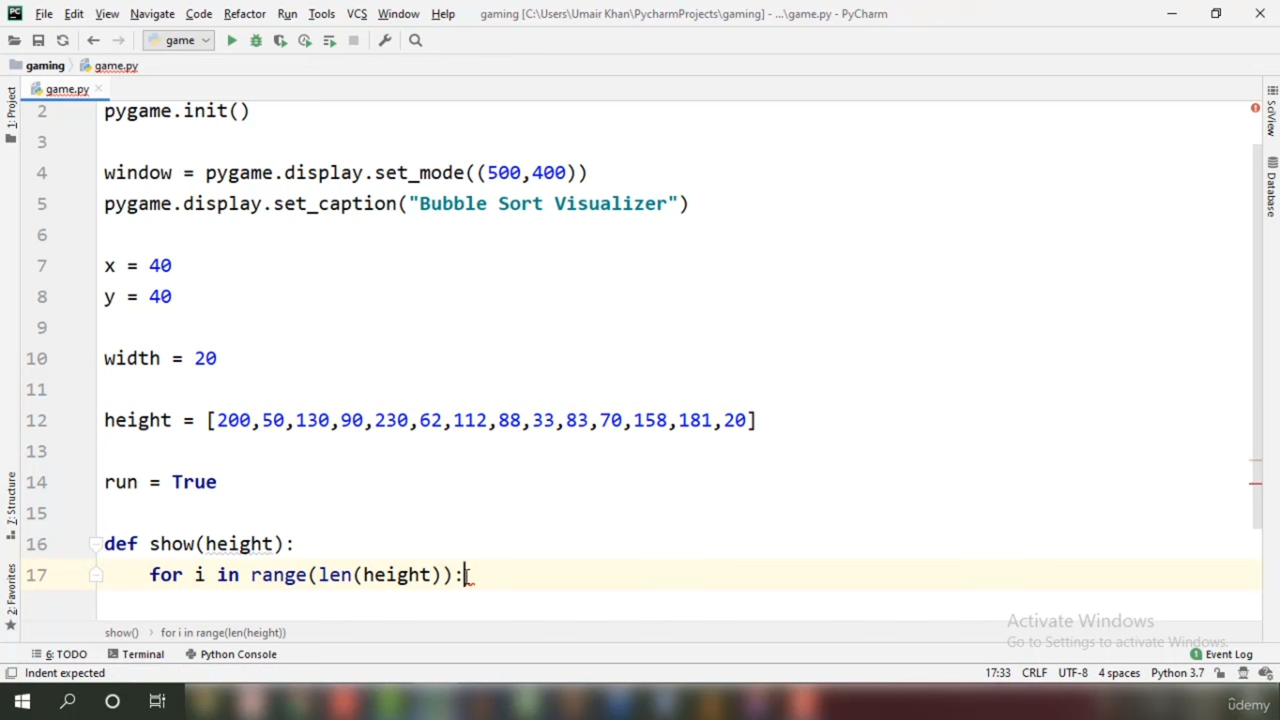 PC File Edit View Navigate Code Refactor Run Tools VCS Window Help gaming [C:\Users\Umair Khan\PycharmProjects\gaming] - ...\game.py - PyCharm
game
gaming game.py
game.py
1: Project
SciView
Database
2 pygame.init()
3
4 window = pygame.display.set_mode((500,400))
5 pygame.display.set_caption("Bubble Sort Visualizer")
6
7 x = 40
8 y = 40
9
10 width = 20
11
12 height = [200,50,130,90,230,62,112,88,33,83,70,158,181,20]
13
14 run = True
15
16 def show(height):
17 for i in range(len(height)):
Z: Structure
2: Favorites
Activate Windows
Go to Settings to activate Windows.
show() › for i in range(len(height))
6: TODO Terminal Python Console 1 Event Log
Indent expected 17:33 CRLF UTF-8 4 spaces Python 3.7
ûdemy